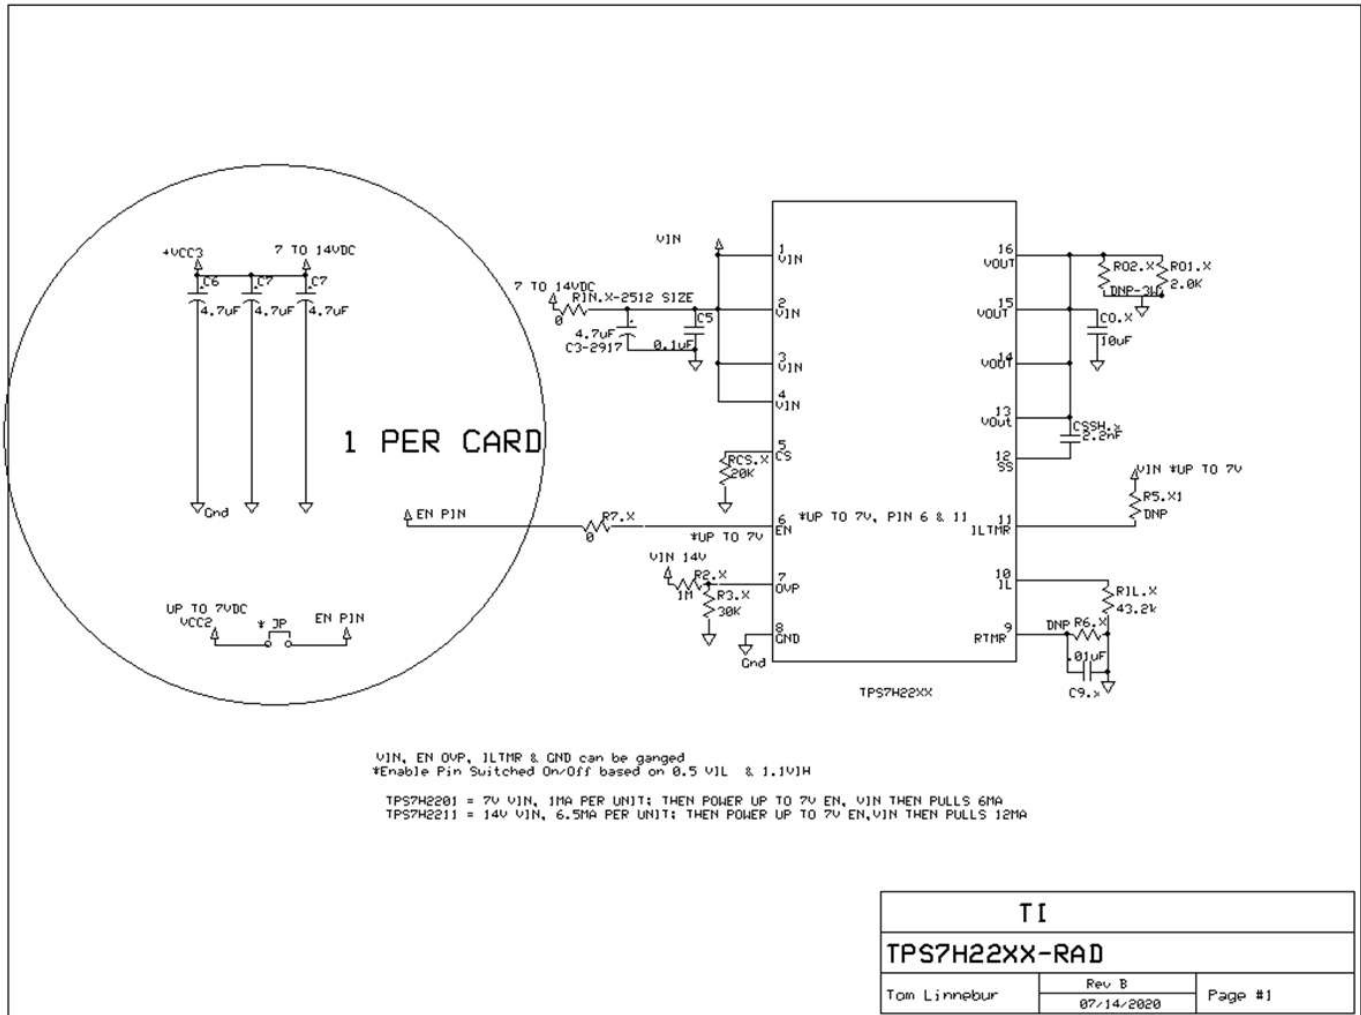 +VCC3
7 TO 14VDC
C6
C7
C7
4.7uF
4.7uF
4.7uF
1 PER CARD
Gnd
EN PIN
UP TO 7VDC
VCC2
* JP
EN PIN
VIN
7 TO 14VDC
RIN.X-2512 SIZE
0
4.7uF
C3-2917
C5
0.1uF
1
VIN
2
VIN
3
VIN
4
VIN
5
CS
RCS.X
20K
R7.X
0
6
EN
*UP TO 7V
*UP TO 7V, PIN 6 & 11
VIN 14V
R2.X
1M
R3.X
30K
7
OVP
8
GND
Gnd
16
VOUT
15
VOUT
14
VOUT
13
VOut
12
SS
11
ILTMR
10
IL
9
RTMR
RO2.X
DNP-3W
RO1.X
2.0K
CO.X
10uF
CSSH.x
2.2nF
VIN *UP TO 7V
R5.X1
DNP
RIL.X
43.2k
DNP
R6.X
.01uF
C9.x
TPS7H22XX
VIN, EN OVP, ILTMR & GND can be ganged
*Enable Pin Switched On/Off based on 0.5 VIL & 1.1VIH
TPS7H2201 = 7V VIN, 1MA PER UNIT; THEN POWER UP TO 7V EN, VIN THEN PULLS 6MA
TPS7H2211 = 14V VIN, 6.5MA PER UNIT; THEN POWER UP TO 7V EN,VIN THEN PULLS 12MA
TI
TPS7H22XX-RAD
Tom Linnebur
Rev B
07/14/2020
Page #1